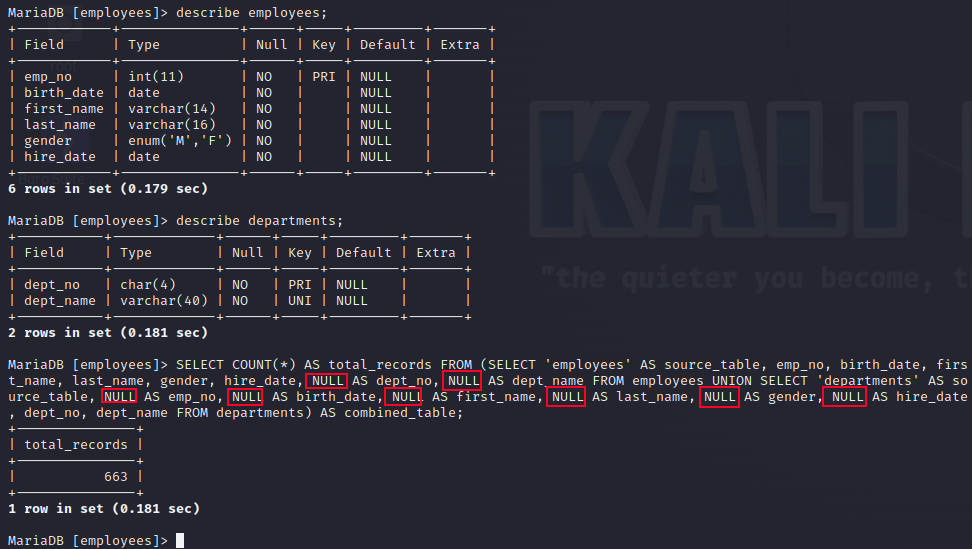 MariaDB [employees]> describe employees;
+------------+---------------+------+-----+---------+-------+
| Field      | Type          | Null | Key | Default | Extra |
+------------+---------------+------+-----+---------+-------+
| emp_no     | int(11)       | NO   | PRI | NULL    |       |
| birth_date | date          | NO   |     | NULL    |       |
| first_name | varchar(14)   | NO   |     | NULL    |       |
| last_name  | varchar(16)   | NO   |     | NULL    |       |
| gender     | enum('M','F') | NO   |     | NULL    |       |
| hire_date  | date          | NO   |     | NULL    |       |
+------------+---------------+------+-----+---------+-------+
6 rows in set (0.179 sec)
MariaDB [employees]> describe departments;
+-----------+-------------+------+-----+---------+-------+
| Field     | Type        | Null | Key | Default | Extra |
+-----------+-------------+------+-----+---------+-------+
| dept_no   | char(4)     | NO   | PRI | NULL    |       |
| dept_name | varchar(40) | NO   | UNI | NULL    |       |
+-----------+-------------+------+-----+---------+-------+
2 rows in set (0.181 sec)
MariaDB [employees]> SELECT COUNT(*) AS total_records FROM (SELECT 'employees' AS source_table, emp_no, birth_date, firs
t_name, last_name, gender, hire_date, NULL AS dept_no, NULL AS dept_name FROM employees UNION SELECT 'departments' AS so
urce_table, NULL AS emp_no, NULL AS birth_date, NULL AS first_name, NULL AS last_name, NULL AS gender, NULL AS hire_date
, dept_no, dept_name FROM departments) AS combined_table;
+---------------+
| total_records |
+---------------+
|           663 |
+---------------+
1 row in set (0.181 sec)
MariaDB [employees]>
KALI
"the quieter you become, t